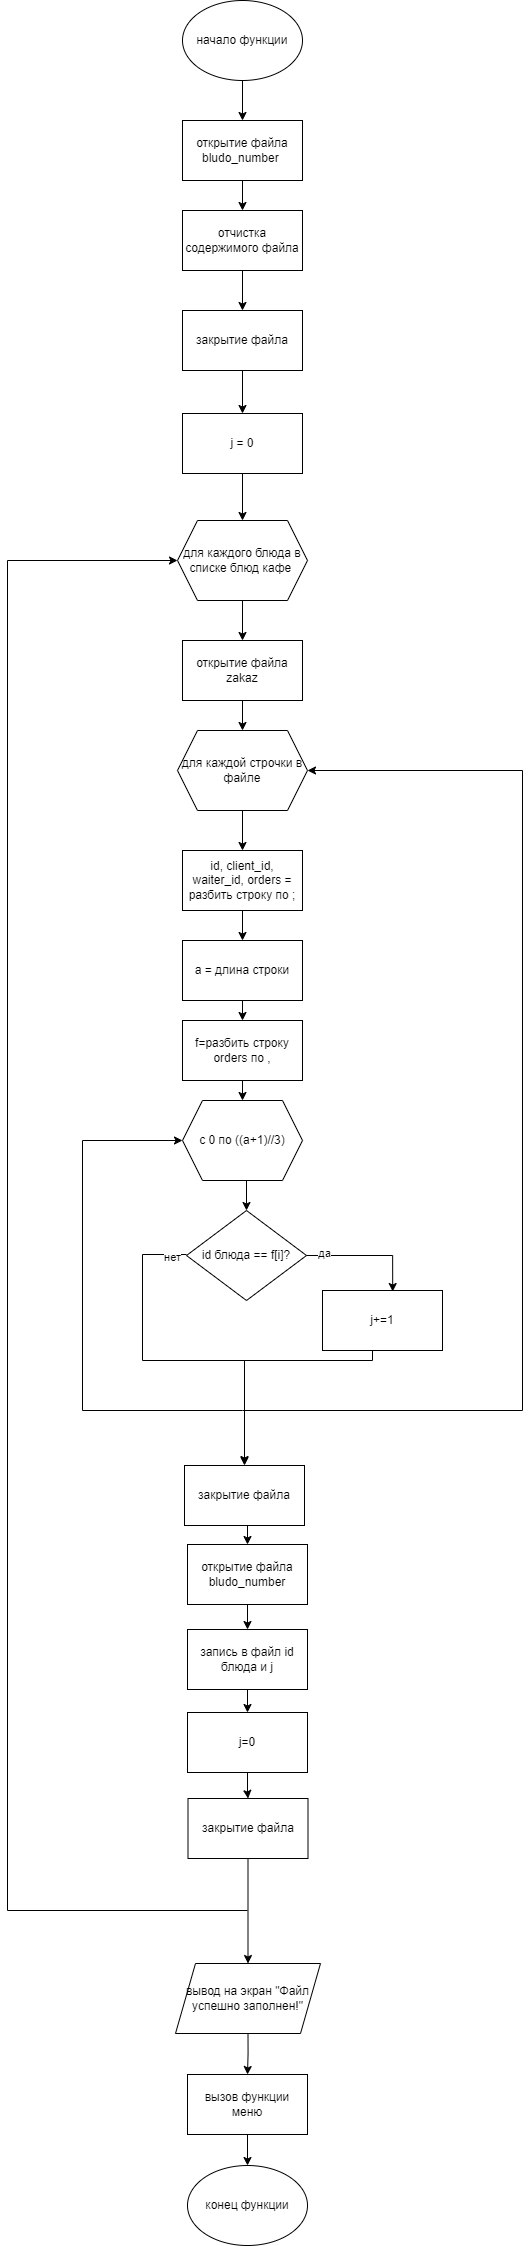 начало функции
открытие файла
bludo_number
отчистка
содержимого файла
закрытие файла
j = 0
для каждого блюда в
списке блюд кафе
открытие файла
zakaz
для каждой строчки в
файле
id, client_id,
waiter_id, orders =
разбить строку по ;
a = длина строки
f=разбить строку
orders по ,
с 0 по ((a+1)//3)
нет
id блюда == f[i]?
да
j+=1
закрытие файла
открытие файла
bludo_number
запись в файл id
блюда и j
j=0
закрытие файла
вывод на экран "Файл
успешно заполнен!"
вызов функции
меню
конец функции